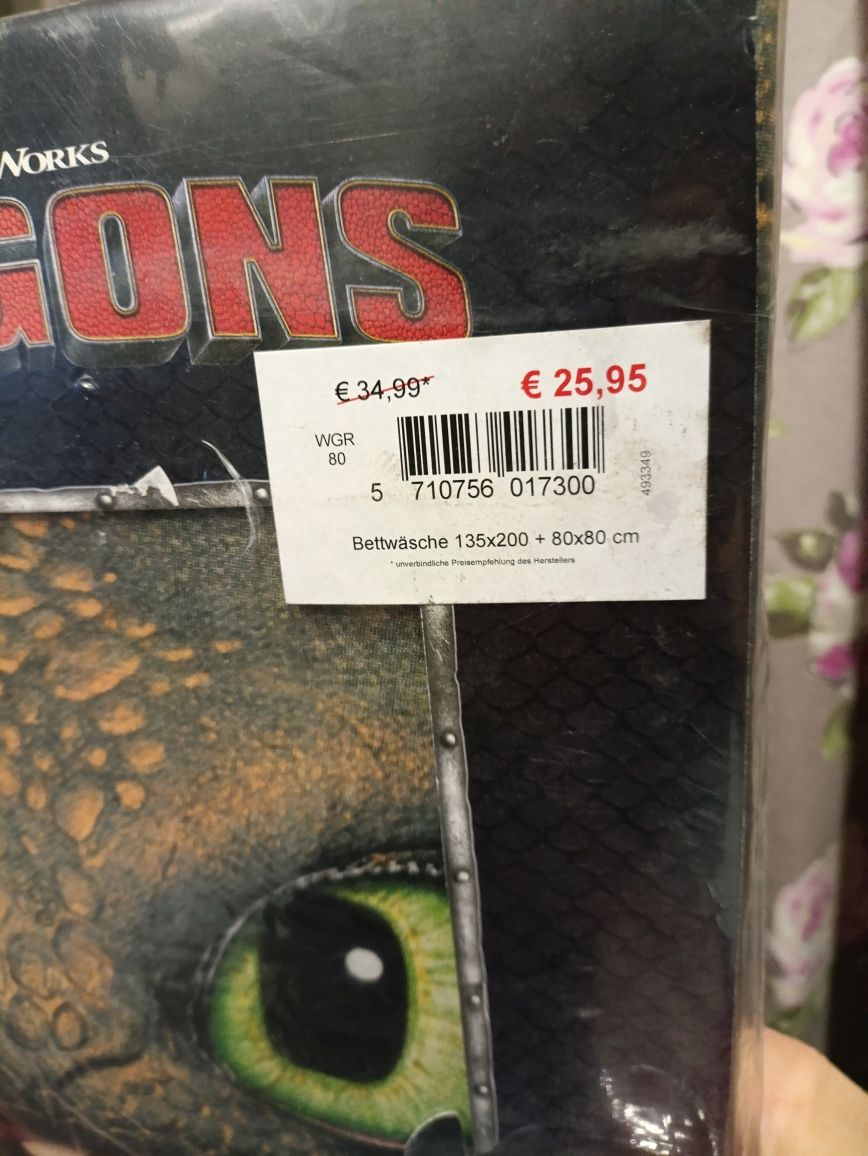 WORKS
GONS
€ 34,99*
€ 25,95
WGR
80
5 710756 017300
493349
Bettwäsche 135x200 + 80x80 cm
* unverbindliche Preisempfehlung des Herstellers